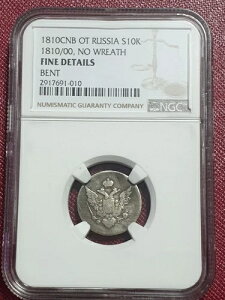 1810CNB OT RUSSIA S10K
1810/00, NO WREATH
FINE DETAILS
BENT
2917691-010
NUMISMATIC GUARANTY COMPANY
NGC